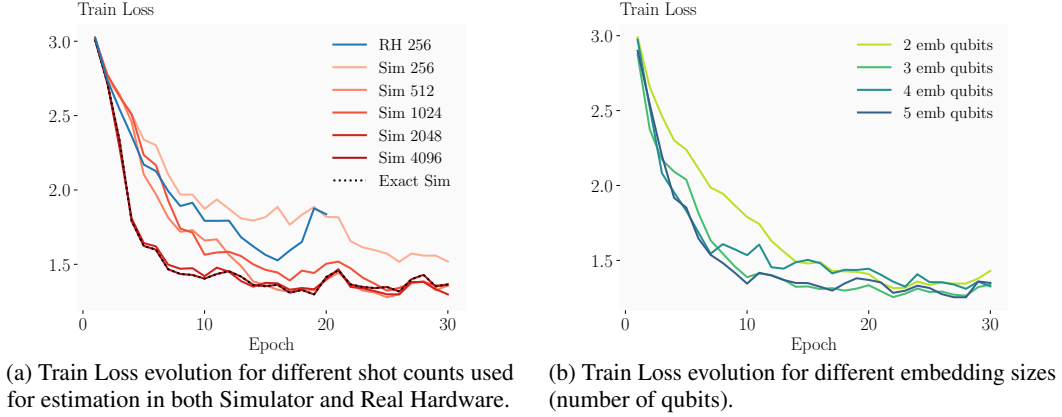 Train Loss
3.0
2.5
2.0
1.5
0
10
20
30
Epoch
RH 256
Sim 256
Sim 512
Sim 1024
Sim 2048
Sim 4096
Exact Sim
(a) Train Loss evolution for different shot counts used
for estimation in both Simulator and Real Hardware.
Train Loss
3.0
2.5
2.0
1.5
0
10
20
30
Epoch
2 emb qubits
3 emb qubits
4 emb qubits
5 emb qubits
(b) Train Loss evolution for different embedding sizes
(number of qubits).